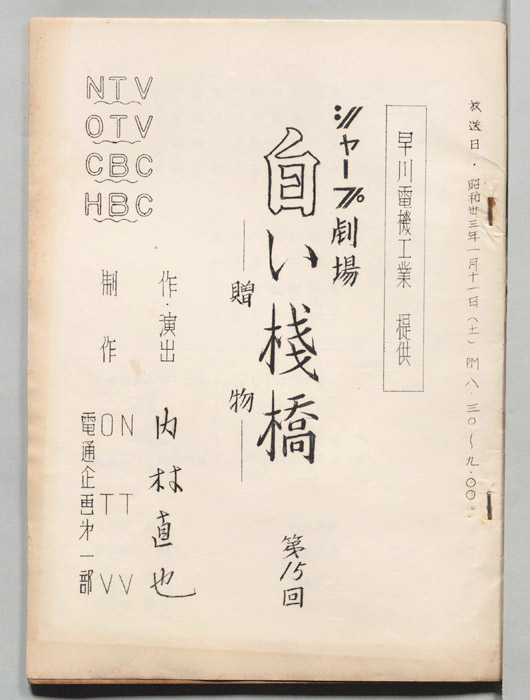 放送日・昭和卅三年一月十一日(土)PM八・三〇〜九・〇〇
早川電機工業 提供
シャープ劇場
白い桟橋
―贈物―
第15回
作・演出 内村直也
制作 NTV
OTV
電通企画第一部
NTV
OTV
CBC
HBC